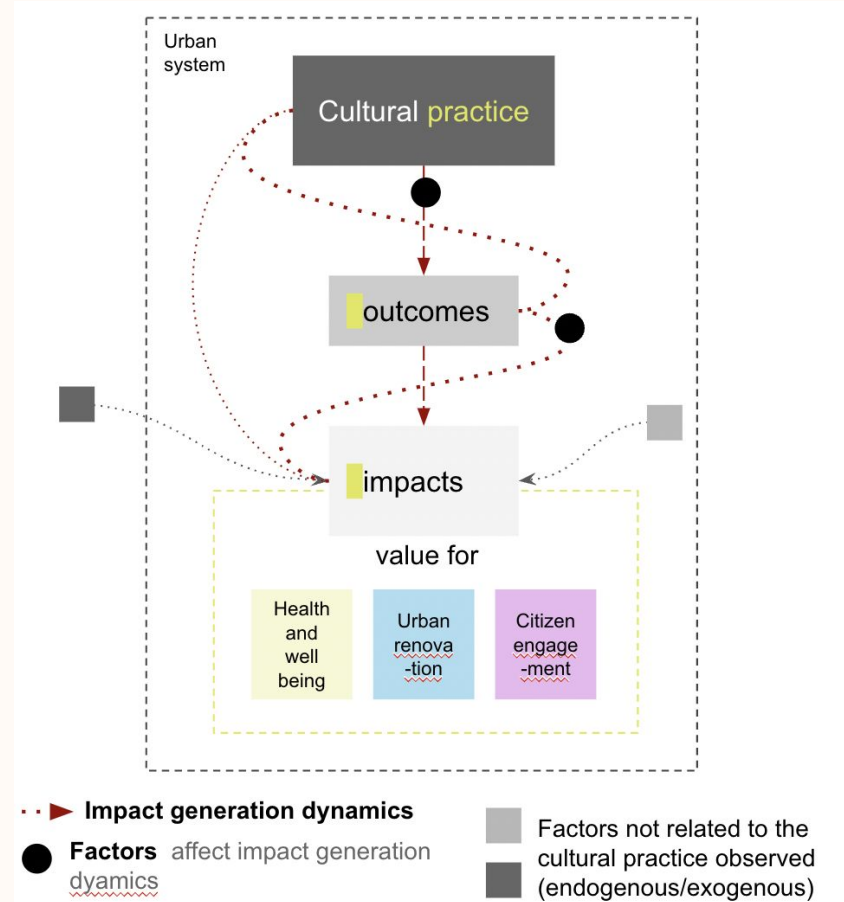 Urban
system
Cultural practice
outcomes
impacts
value for
Health
and
well
being
Urban
renova
-tion
Citizen
engage
-ment
Impact generation dynamics
Factors affect impact generation
dyamics
Factors not related to the
cultural practice observed
(endogenous/exogenous)